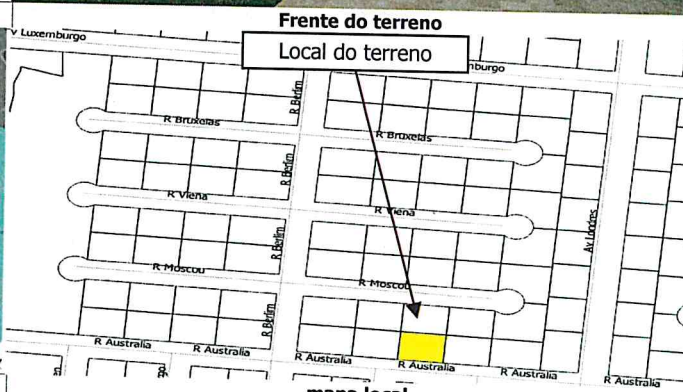 Frente do terreno
v Luxemburgo
Local do terreno
emburgo
R Berlim
R Bruxelas
R Bruxelas
R Berlim
R Viena
R Viena
Av Londres
R Berlim
R Moscou
R Moscou
R Berlim
R Australia
R Australia
R Australia
R Australia
R Australia
R Australia
mapa local